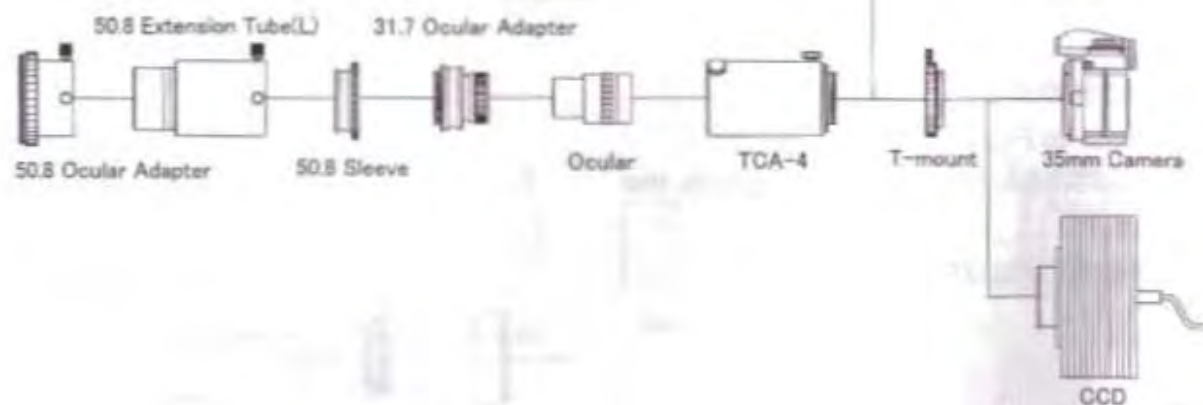 50.8 Extension Tube(L)
31.7 Ocular Adapter
50.8 Ocular Adapter
50.8 Sleeve
Ocular
TCA-4
T-mount
35mm Camera
CCD